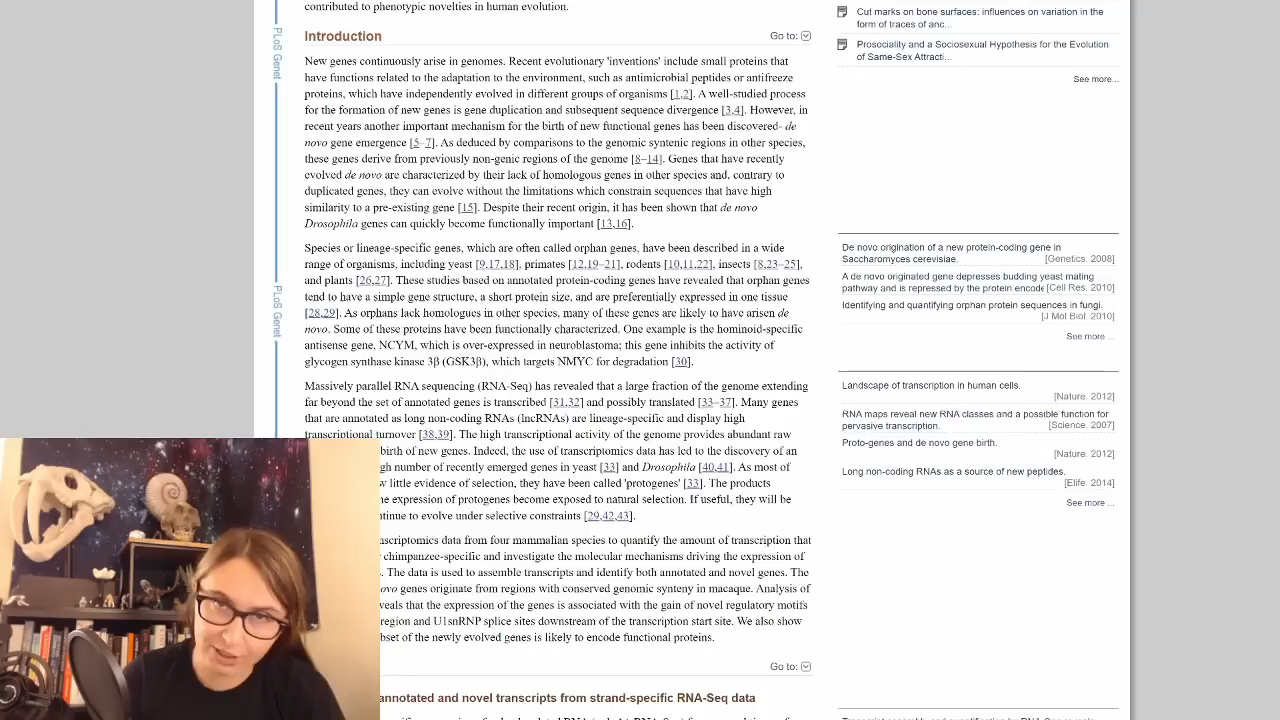 contributed to phenotypic novelties in human evolution.
Introduction
Go to:
New genes continuously arise in genomes. Recent evolutionary 'inventions' include small proteins that
have functions related to the adaptation to the environment, such as antimicrobial peptides or antifreeze
proteins, which have independently evolved in different groups of organisms [1,2]. A well-studied process
for the formation of new genes is gene duplication and subsequent sequence divergence [3,4]. However, in
recent years another important mechanism for the birth of new functional genes has been discovered- de
novo gene emergence [5–7]. As deduced by comparisons to the genomic syntenic regions in other species,
these genes derive from previously non-genic regions of the genome [8–14]. Genes that have recently
evolved de novo are characterized by their lack of homologous genes in other species and, contrary to
duplicated genes, they can evolve without the limitations which constrain sequences that have high
similarity to a pre-existing gene [15]. Despite their recent origin, it has been shown that de novo
Drosophila genes can quickly become functionally important [13,16].
Species or lineage-specific genes, which are often called orphan genes, have been described in a wide
range of organisms, including yeast [9,17,18], primates [12,19–21], rodents [10,11,22], insects [8,23–25],
and plants [26,27]. These studies based on annotated protein-coding genes have revealed that orphan genes
tend to have a simple gene structure, a short protein size, and are preferentially expressed in one tissue
[28,29]. As orphans lack homologues in other species, many of these genes are likely to have arisen de
novo. Some of these proteins have been functionally characterized. One example is the hominoid-specific
antisense gene NCYM, which is over-expressed in neuroblastoma; this gene inhibits the activity of
glycogen synthase kinase 3β (GSK3β), which targets NMYC for degradation [30].
Massively parallel RNA sequencing (RNA-Seq) has revealed that a large fraction of the genome extending
far beyond the set of annotated genes is transcribed [31,32] and possibly translated [33–37]. Many genes
that are annotated as long non-coding RNAs (lncRNAs) are lineage-specific and display high
transcriptional turnover [38,39]. The high transcriptional activity of the genome provides abundant raw
birth of new genes. Indeed, the use of transcriptomics data has led to the discovery of an
gh number of recently emerged genes in yeast [33] and Drosophila [40,41]. As most of
w little evidence of selection, they have been called 'protogenes' [33]. The products
he expression of protogenes become exposed to natural selection. If useful, they will be
ntinue to evolve under selective constraints [29,42,43].
nscriptomics data from four mammalian species to quantify the amount of transcription that
chimpanzee-specific and investigate the molecular mechanisms driving the expression of
s. The data is used to assemble transcripts and identify both annotated and novel genes. The
ovo genes originate from regions with conserved genomic synteny in macaque. Analysis of
veals that the expression of the genes is associated with the gain of novel regulatory motifs
region and U1snRNP splice sites downstream of the transcription start site. We also show
bset of the newly evolved genes is likely to encode functional proteins.
Go to:
annotated and novel transcripts from strand-specific RNA-Seq data
PLoS Genet
PLoS Genet
Cut marks on bone surfaces: influences on variation in the
form of traces of anc...
Prosociality and a Sociosexual Hypothesis for the Evolution
of Same-Sex Attracti...
See more...
De novo origination of a new protein-coding gene in
Saccharomyces cerevisiae. [Genetics. 2008]
A de novo originated gene depresses budding yeast mating
pathway and is repressed by the protein encode [Cell Res. 2010]
Identifying and quantifying orphan protein sequences in fungi.
[J Mol Biol. 2010]
See more ...
Landscape of transcription in human cells.
[Nature. 2012]
RNA maps reveal new RNA classes and a possible function for
pervasive transcription. [Science. 2007]
Proto-genes and de novo gene birth.
[Nature. 2012]
Long non-coding RNAs as a source of new peptides.
[Elife. 2014]
See more ...